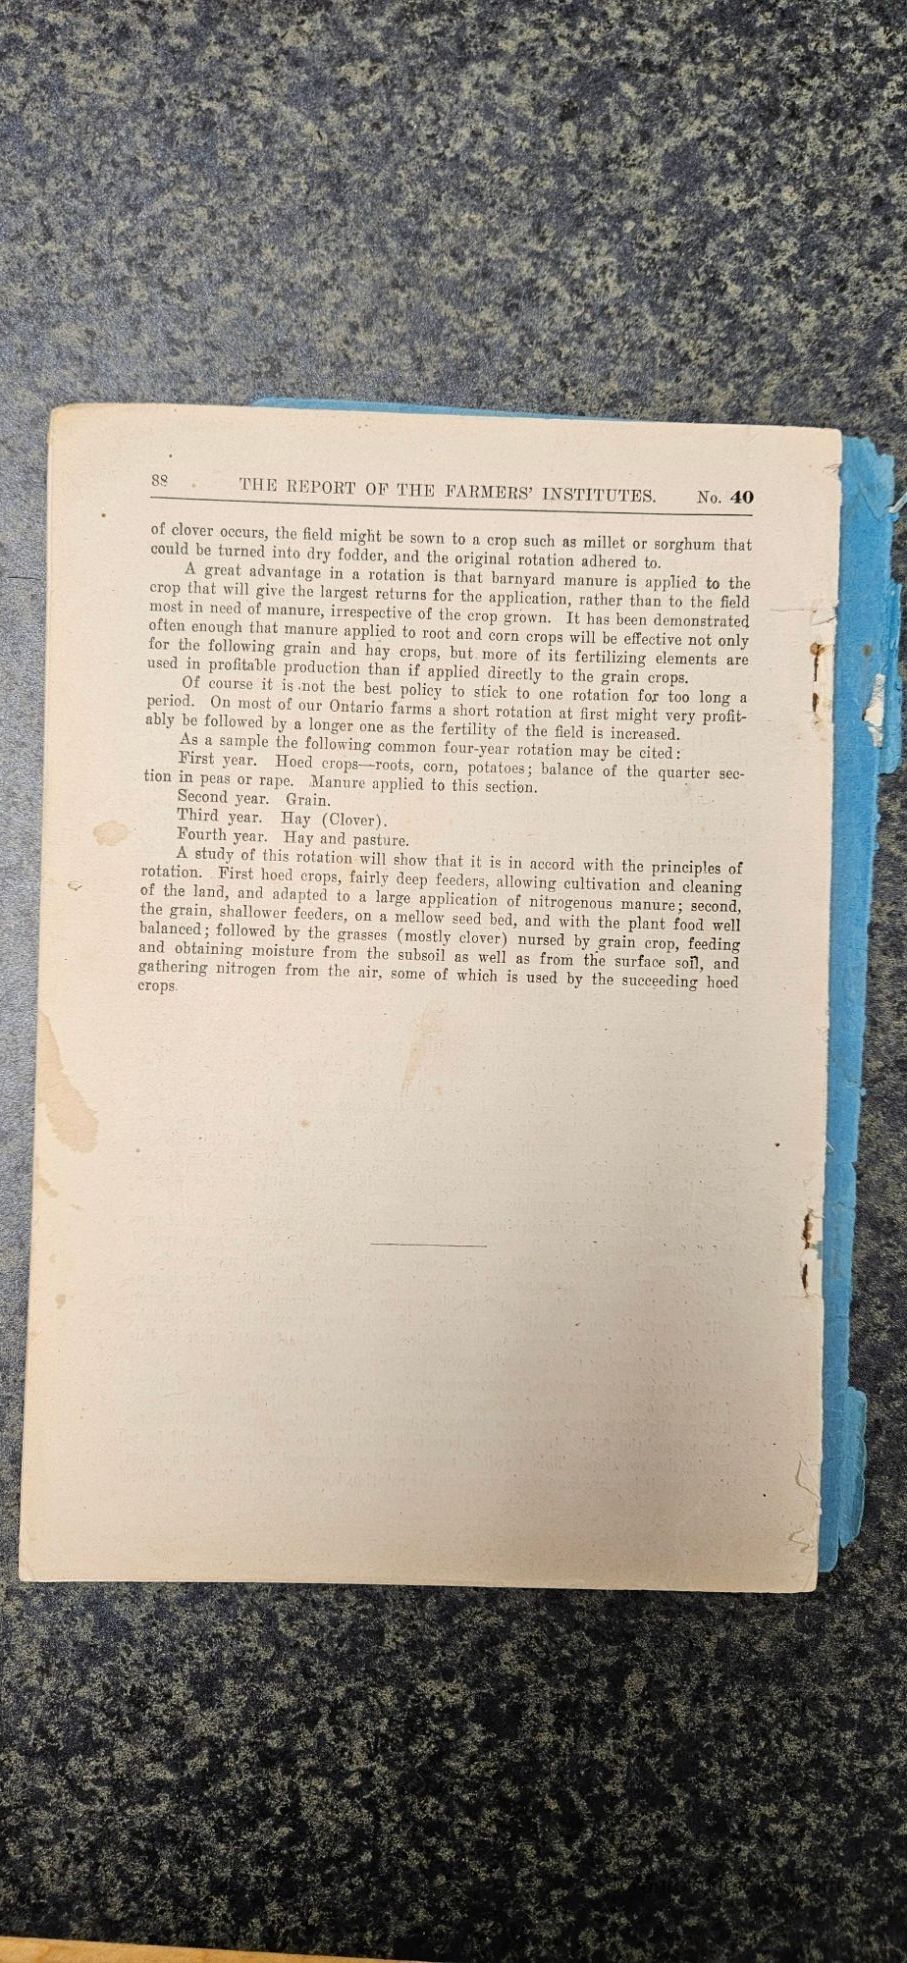 88 THE REPORT OF THE FARMERS' INSTITUTES. No. 40
of clover occurs, the field might be sown to a crop such as millet or sorghum that
could be turned into dry fodder, and the original rotation adhered to.
A great advantage in a rotation is that barnyard manure is applied to the
crop that will give the largest returns for the application, rather than to the field
most in need of manure, irrespective of the crop grown. It has been demonstrated
often enough that manure applied to root and corn crops will be effective not only
for the following grain and hay crops, but more of its fertilizing elements are
used in profitable production than if applied directly to the grain crops.
Of course it is not the best policy to stick to one rotation for too long a
period. On most of our Ontario farms a short rotation at first might very profit-
ably be followed by a longer one as the fertility of the field is increased.
As a sample the following common four-year rotation may be cited:
First year. Hoed crops—roots, corn, potatoes; balance of the quarter sec-
tion in peas or rape. Manure applied to this section.
Second year. Grain.
Third year. Hay (Clover).
Fourth year. Hay and pasture.
A study of this rotation will show that it is in accord with the principles of
rotation. First hoed crops, fairly deep feeders, allowing cultivation and cleaning
of the land, and adapted to a large application of nitrogenous manure; second,
the grain, shallower feeders, on a mellow seed bed, and with the plant food well
balanced; followed by the grasses (mostly clover) nursed by grain crop, feeding
and obtaining moisture from the subsoil as well as from the surface soil, and
gathering nitrogen from the air, some of which is used by the succeeding hoed
crops.